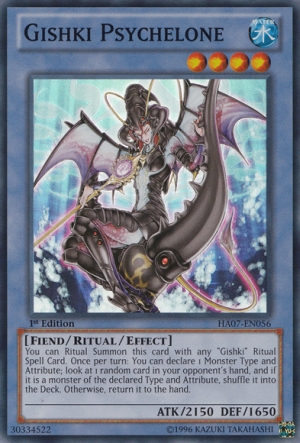 GISHKI PSYCHELONE
WATER
水
1st Edition
HA07-EN056
[FIEND/RITUAL/EFFECT]
You can Ritual Summon this card with any "Gishki" Ritual
Spell Card. Once per turn: You can declare 1 Monster Type and
Attribute; look at 1 random card in your opponent's hand, and if
it is a monster of the declared Type and Attribute, shuffle it into
the Deck. Otherwise, return it to the hand.
ATK/2150 DEF/1650
30334522
©1996 KAZUKI TAKAHASHI